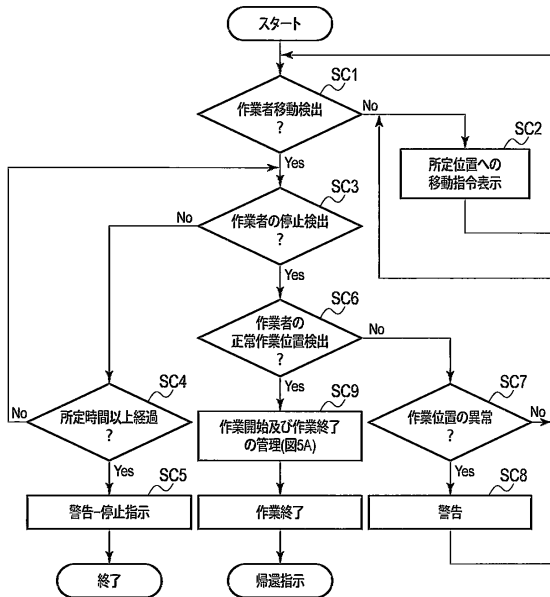 スタート
SC1
作業者移動検出
?
No
Yes
SC2
所定位置への
移動指令表示
SC3
作業者の停止検出
?
No
Yes
SC6
作業者の
正常作業位置検出
?
No
Yes
SC4
所定時間以上経過
?
No
Yes
SC9
作業開始及び作業終了
の管理(図5A)
SC7
作業位置の異常
?
No
Yes
SC5
警告-停止指示
作業終了
SC8
警告
終了
帰還指示